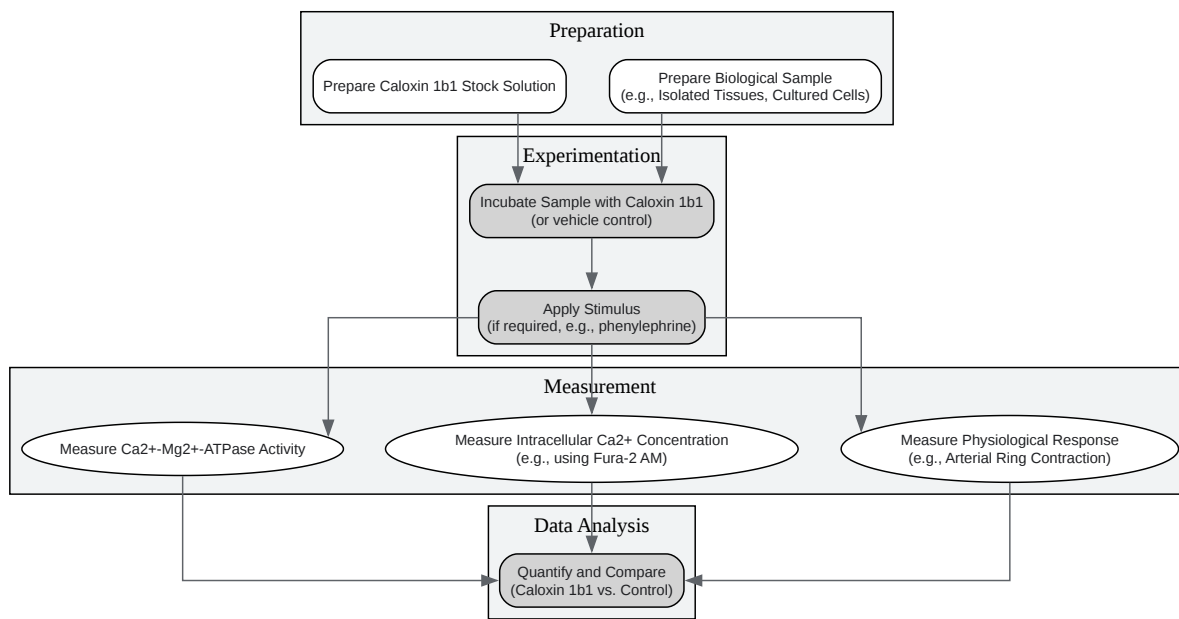 Preparation
Prepare Caloxin 1b1 Stock Solution
Prepare Biological Sample
(e.g., Isolated Tissues, Cultured Cells)
Experimentation
Incubate Sample with Caloxin 1b1
(or vehicle control)
Apply Stimulus
(if required, e.g., phenylephrine)
Measurement
Measure Ca2+-Mg2+-ATPase Activity
Measure Intracellular Ca2+ Concentration
(e.g., using Fura-2 AM)
Measure Physiological Response
(e.g., Arterial Ring Contraction)
Data Analysis
Quantify and Compare
(Caloxin 1b1 vs. Control)